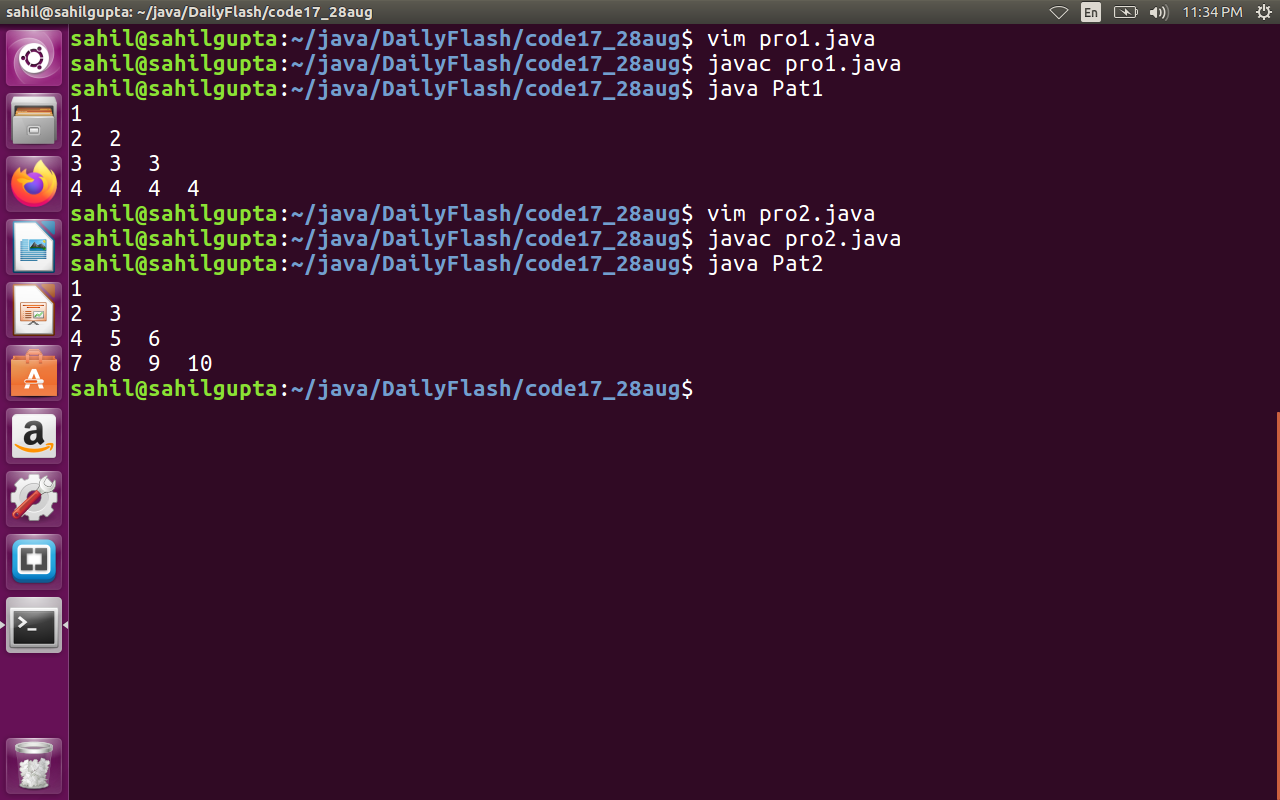 sahil@sahilgupta: ~/java/DailyFlash/code17_28aug
En
11:34 PM
sahil@sahilgupta:~/java/DailyFlash/code17_28aug$ vim pro1.java
sahil@sahilgupta:~/java/DailyFlash/code17_28aug$ javac pro1.java
sahil@sahilgupta:~/java/DailyFlash/code17_28aug$ java Pat1
1
2  2
3  3  3
4  4  4  4
sahil@sahilgupta:~/java/DailyFlash/code17_28aug$ vim pro2.java
sahil@sahilgupta:~/java/DailyFlash/code17_28aug$ javac pro2.java
sahil@sahilgupta:~/java/DailyFlash/code17_28aug$ java Pat2
1
2  3
4  5  6
7  8  9  10
sahil@sahilgupta:~/java/DailyFlash/code17_28aug$